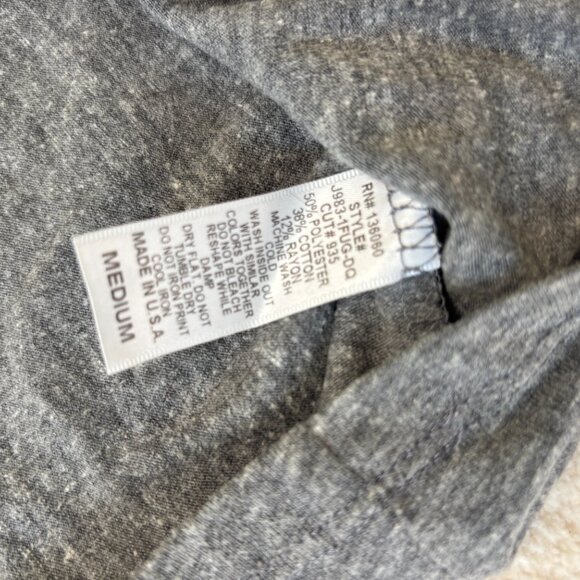 RN# 136060
STYLE#
J983-1FUG-DQ
CUT# 935
50% POLYESTER
38% COTTON
12% RAYON
MACHINE WASH
COLD
WASH INSIDE OUT
WITH SIMILAR
COLORS TOGETHER
DO NOT BLEACH
RESHAPE WHILE
DAMP
DRY FLAT DO NOT
TUMBLE DRY
DO NOT IRON PRINT
COOL IRON
MADE IN U.S.A.
MEDIUM